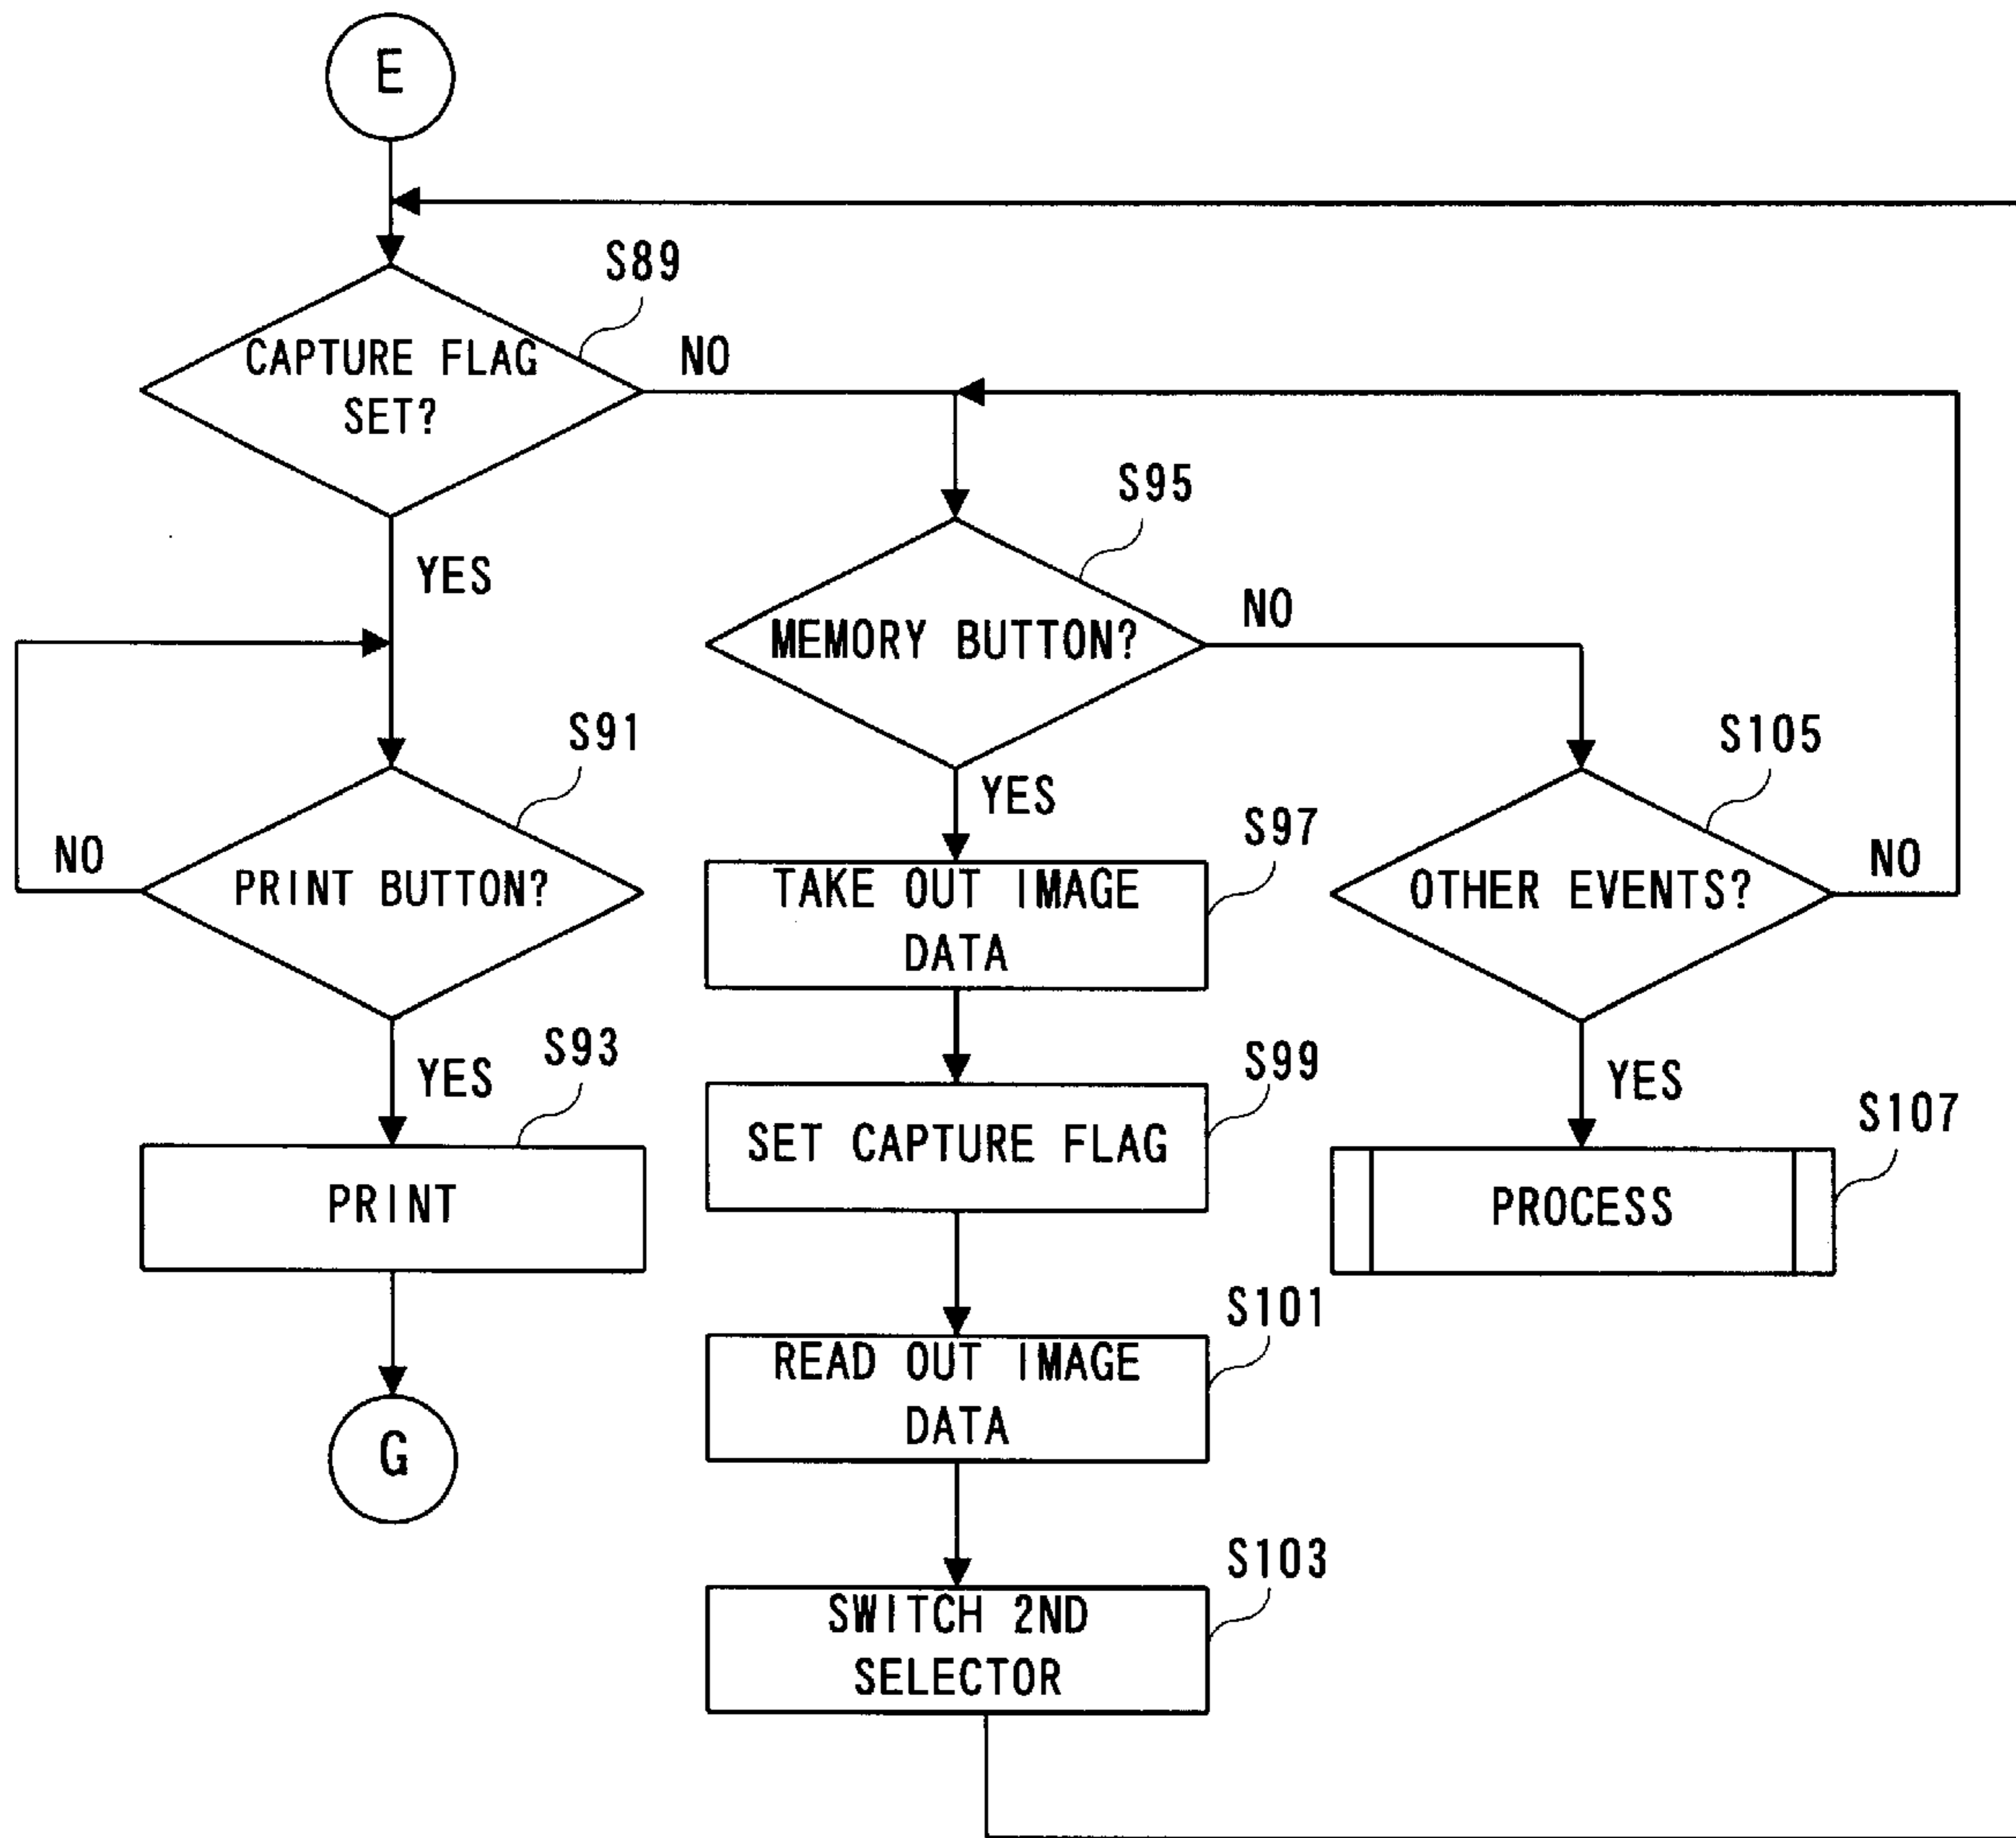 E
S89
CAPTURE FLAG
SET?
NO
YES
S95
MEMORY BUTTON?
NO
YES
S91
PRINT BUTTON?
NO
YES
S105
OTHER EVENTS?
NO
YES
S97
TAKE OUT IMAGE
DATA
S93
PRINT
S99
SET CAPTURE FLAG
S107
PROCESS
S101
READ OUT IMAGE
DATA
G
S103
SWITCH 2ND
SELECTOR